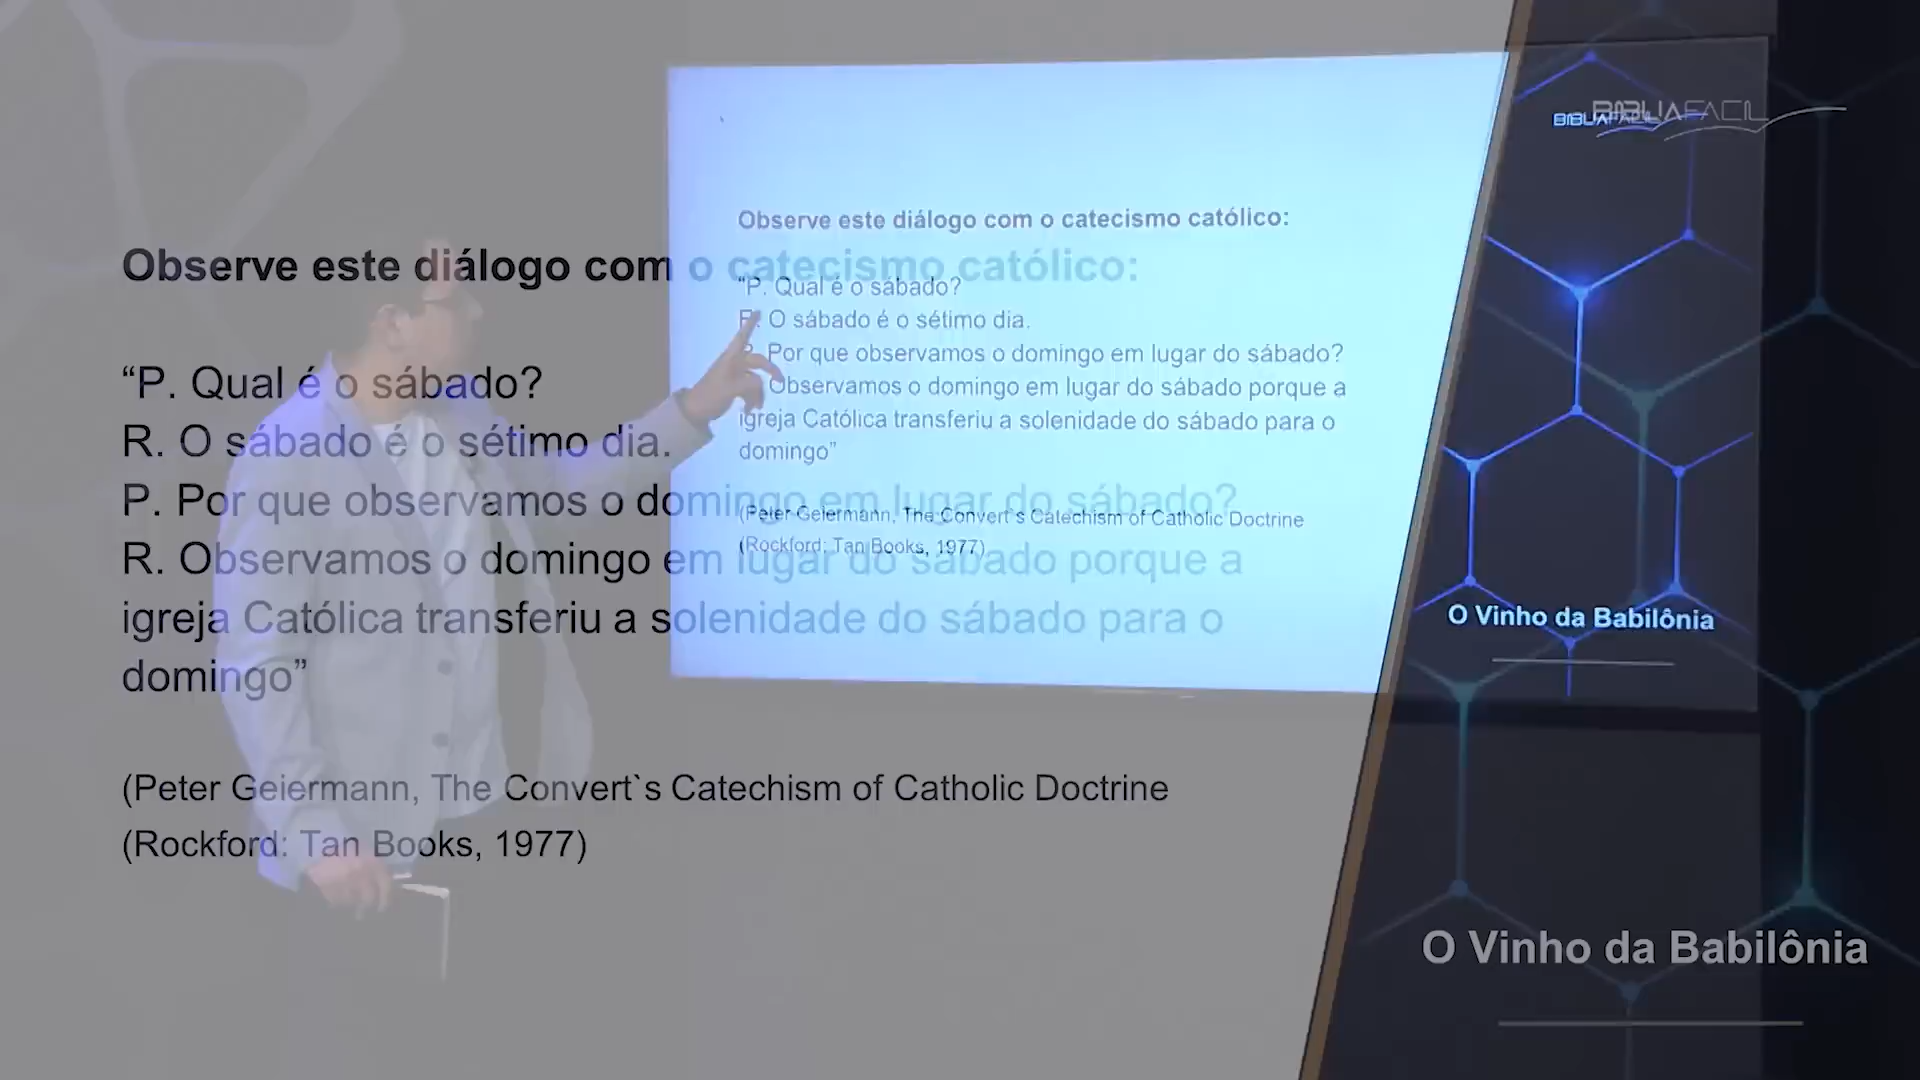 BIBLIAFACIL
Observe este diálogo com o catecismo católico:
“P. Qual é o sábado?
R. O sábado é o sétimo dia.
P. Por que observamos o domingo em lugar do sábado?
R. Observamos o domingo em lugar do sábado porque a
igreja Católica transferiu a solenidade do sábado para o
domingo”
(Peter Geiermann, The Convert`s Catechism of Catholic Doctrine
(Rockford: Tan Books, 1977)
O Vinho da Babilônia
BIBLIAFACIL
Observe este diálogo com o catecismo católico:
“P. Qual é o sábado?
R. O sábado é o sétimo dia.
Por que observamos o domingo em lugar do sábado?
Observamos o domingo em lugar do sábado porque a
igreja Católica transferiu a solenidade do sábado para o
domingo”
(Peter Geiermann, The Convert`s Catechism of Catholic Doctrine
(Rockford: Tan Books, 1977)
O Vinho da Babilônia